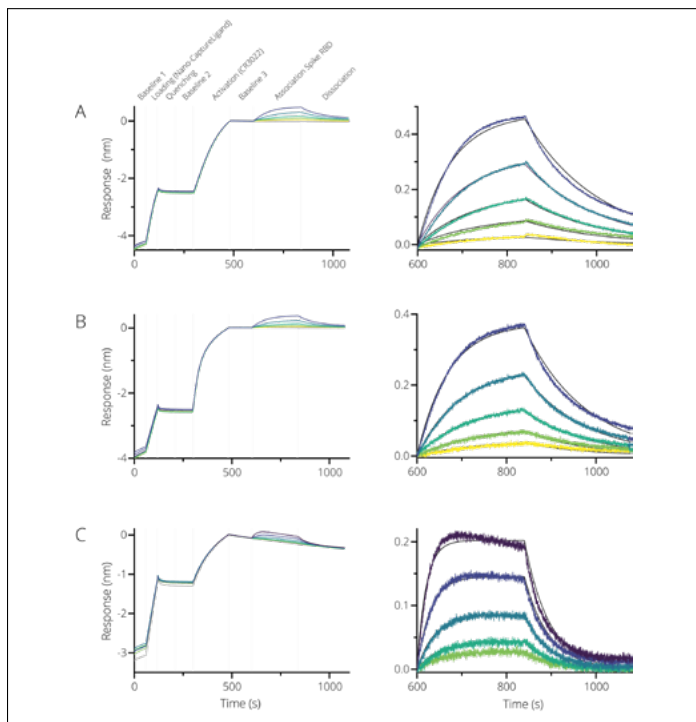 Baseline 1
Loading (Nano-CaptureLigand)
Quenching
Baseline 2
Activation (CR3022)
Baseline 3
Association Spike RBD
Dissociation
A
Response (nm)
0
-2
-4
0
500
1000
0.4
0.2
0.0
600
800
1000
B
Response (nm)
0
-2
-4
0
500
1000
0.4
0.2
0.0
600
800
1000
C
Response (nm)
0
-1
-2
-3
0
500
1000
Time (s)
0.2
0.1
0.0
600
800
1000
Time (s)